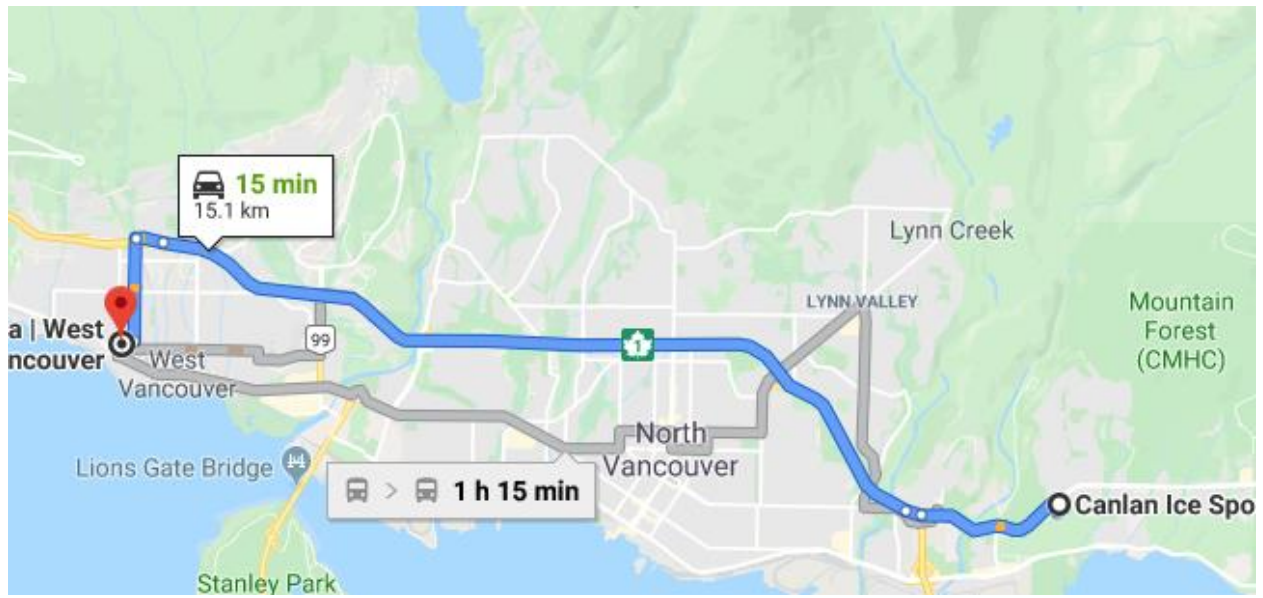 15 min
15.1 km
Lynn Creek
LYNN VALLEY
Mountain
Forest
(CMHC)
a | West
ncouver
99
1
West
Vancouver
North
Vancouver
Lions Gate Bridge
> 1 h 15 min
Canlan Ice Spo
Stanley Park